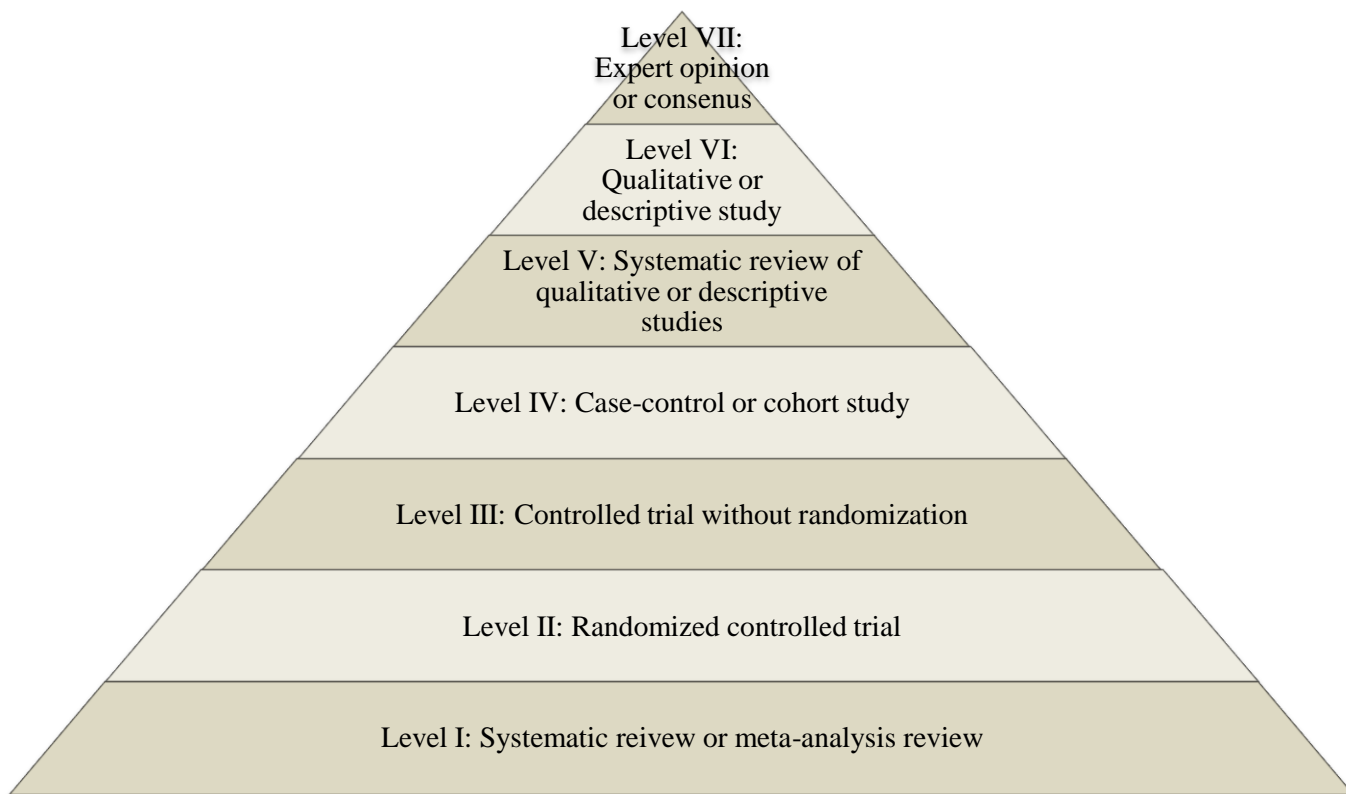 Level VII:
Expert opinion
or consenus
Level VI:
Qualitative or
descriptive study
Level V: Systematic review of
qualitative or descriptive
studies
Level IV: Case-control or cohort study
Level III: Controlled trial without randomization
Level II: Randomized controlled trial
Level I: Systematic reivew or meta-analysis review